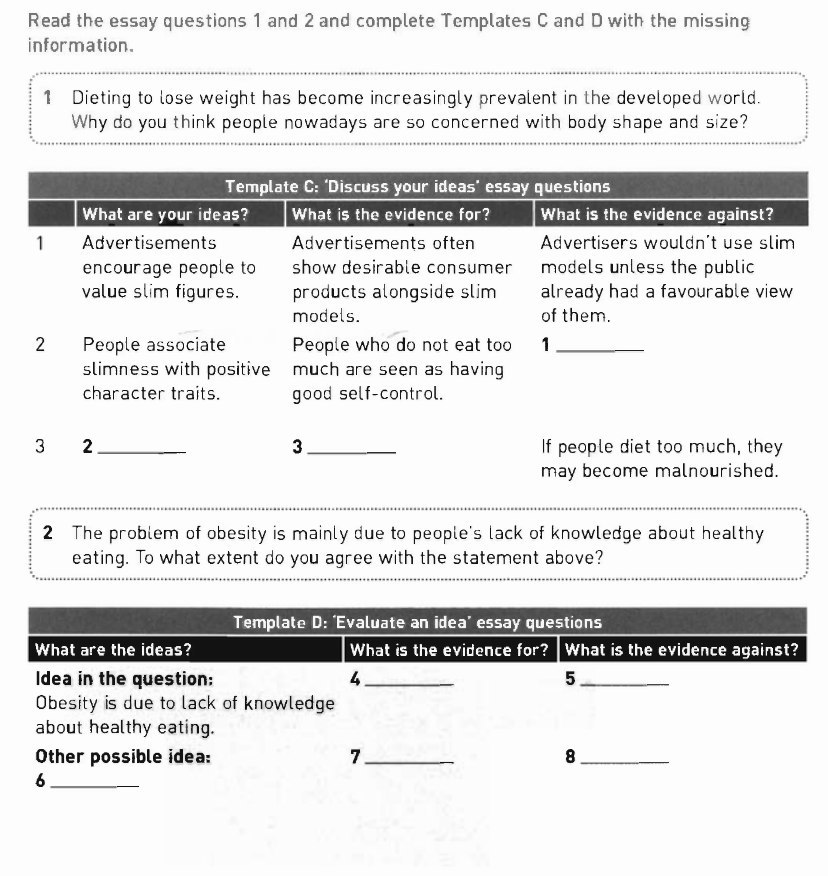 Read the essay questions 1 and 2 and complete Templates C and D with the missing
information.
1 Dieting to lose weight has become increasingly prevalent in the developed world.
Why do you think people nowadays are so concerned with body shape and size?
Template C: 'Discuss your ideas' essay questions
What are your ideas? What is the evidence for? What is the evidence against?
1 Advertisements Advertisements often Advertisers wouldn't use slim
encourage people to show desirable consumer models unless the public
value slim figures. products alongside slim already had a favourable view
models. of them.
2 People associate People who do not eat too 1 ________
slimness with positive much are seen as having
character traits. good self-control.
3 2 ________ 3 ________ If people diet too much, they
may become malnourished.
2 The problem of obesity is mainly due to people's lack of knowledge about healthy
eating. To what extent do you agree with the statement above?
Template D: 'Evaluate an idea' essay questions
What are the ideas? What is the evidence for? What is the evidence against?
Idea in the question: 4 ________ 5 ________
Obesity is due to lack of knowledge
about healthy eating.
Other possible idea: 7 ________ 8 ________
6 ________